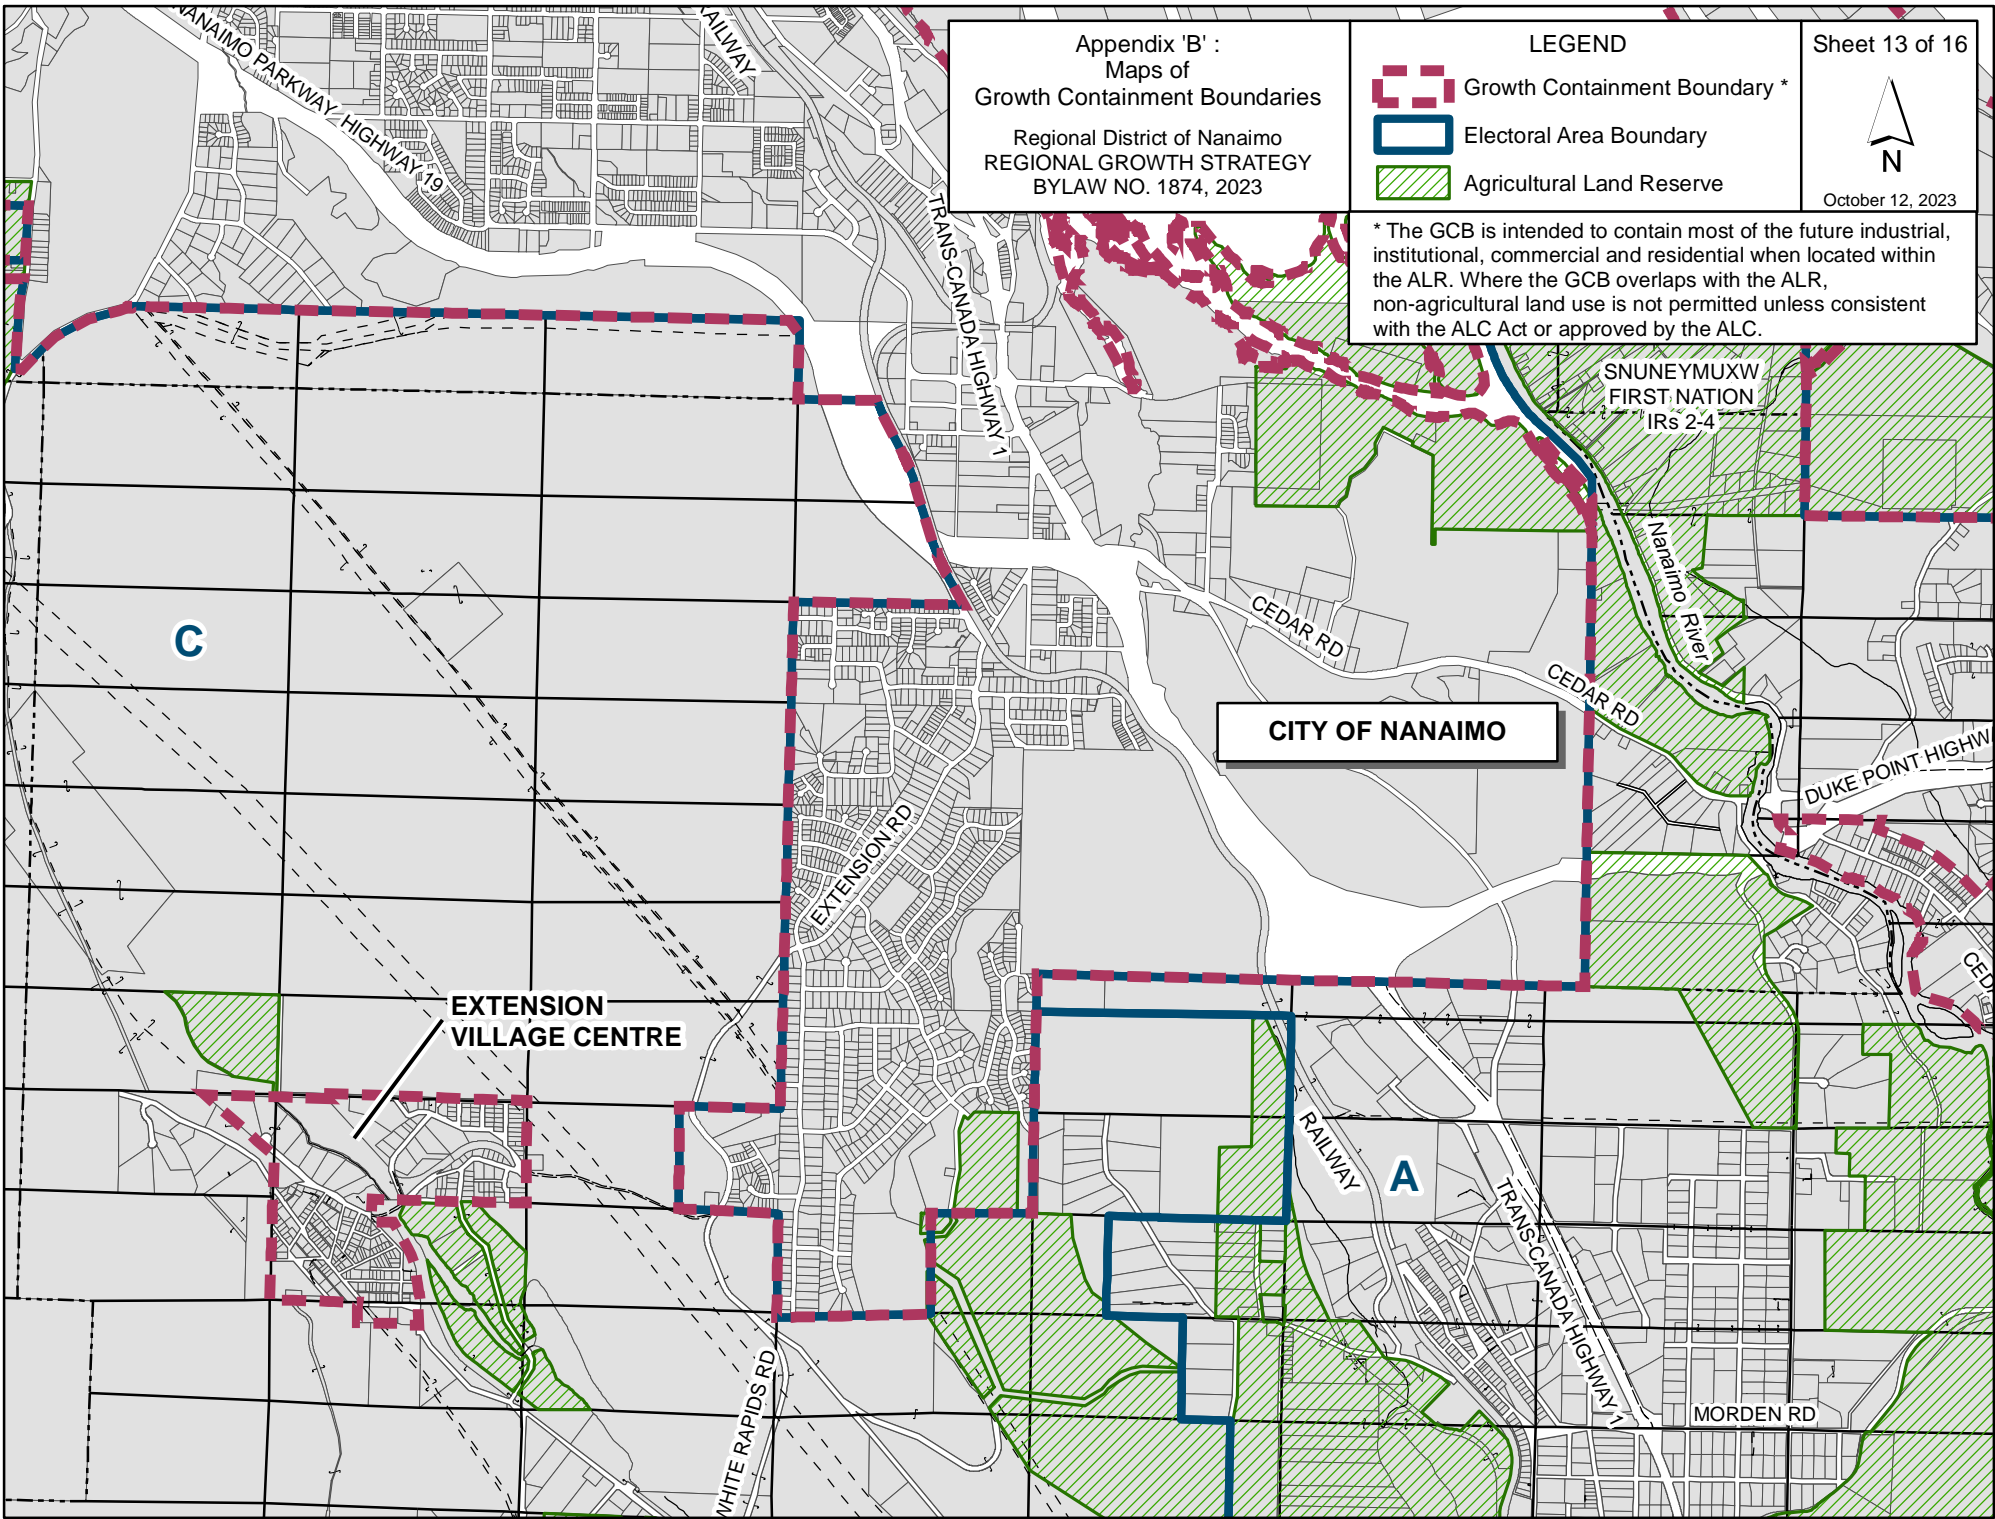 Appendix 'B' :
Maps of
Growth Containment Boundaries
Regional District of Nanaimo
REGIONAL GROWTH STRATEGY
BYLAW NO. 1874, 2023
LEGEND
Growth Containment Boundary *
Electoral Area Boundary
Agricultural Land Reserve
Sheet 13 of 16
N
October 12, 2023
* The GCB is intended to contain most of the future industrial,
institutional, commercial and residential when located within
the ALR. Where the GCB overlaps with the ALR,
non-agricultural land use is not permitted unless consistent
with the ALC Act or approved by the ALC.
NANAIMO PARKWAY HIGHWAY 19
RAILWAY
TRANS-CANADA HIGHWAY 1
SNUNEYMUXW
FIRST NATION
IRs 2-4
Nanaimo River
C
CEDAR RD
CEDAR RD
CITY OF NANAIMO
DUKE POINT HIGHWA
EXTENSION RD
CED
EXTENSION
VILLAGE CENTRE
RAILWAY
A
TRANS-CANADA HIGHWAY 1
WHITE RAPIDS RD
MORDEN RD